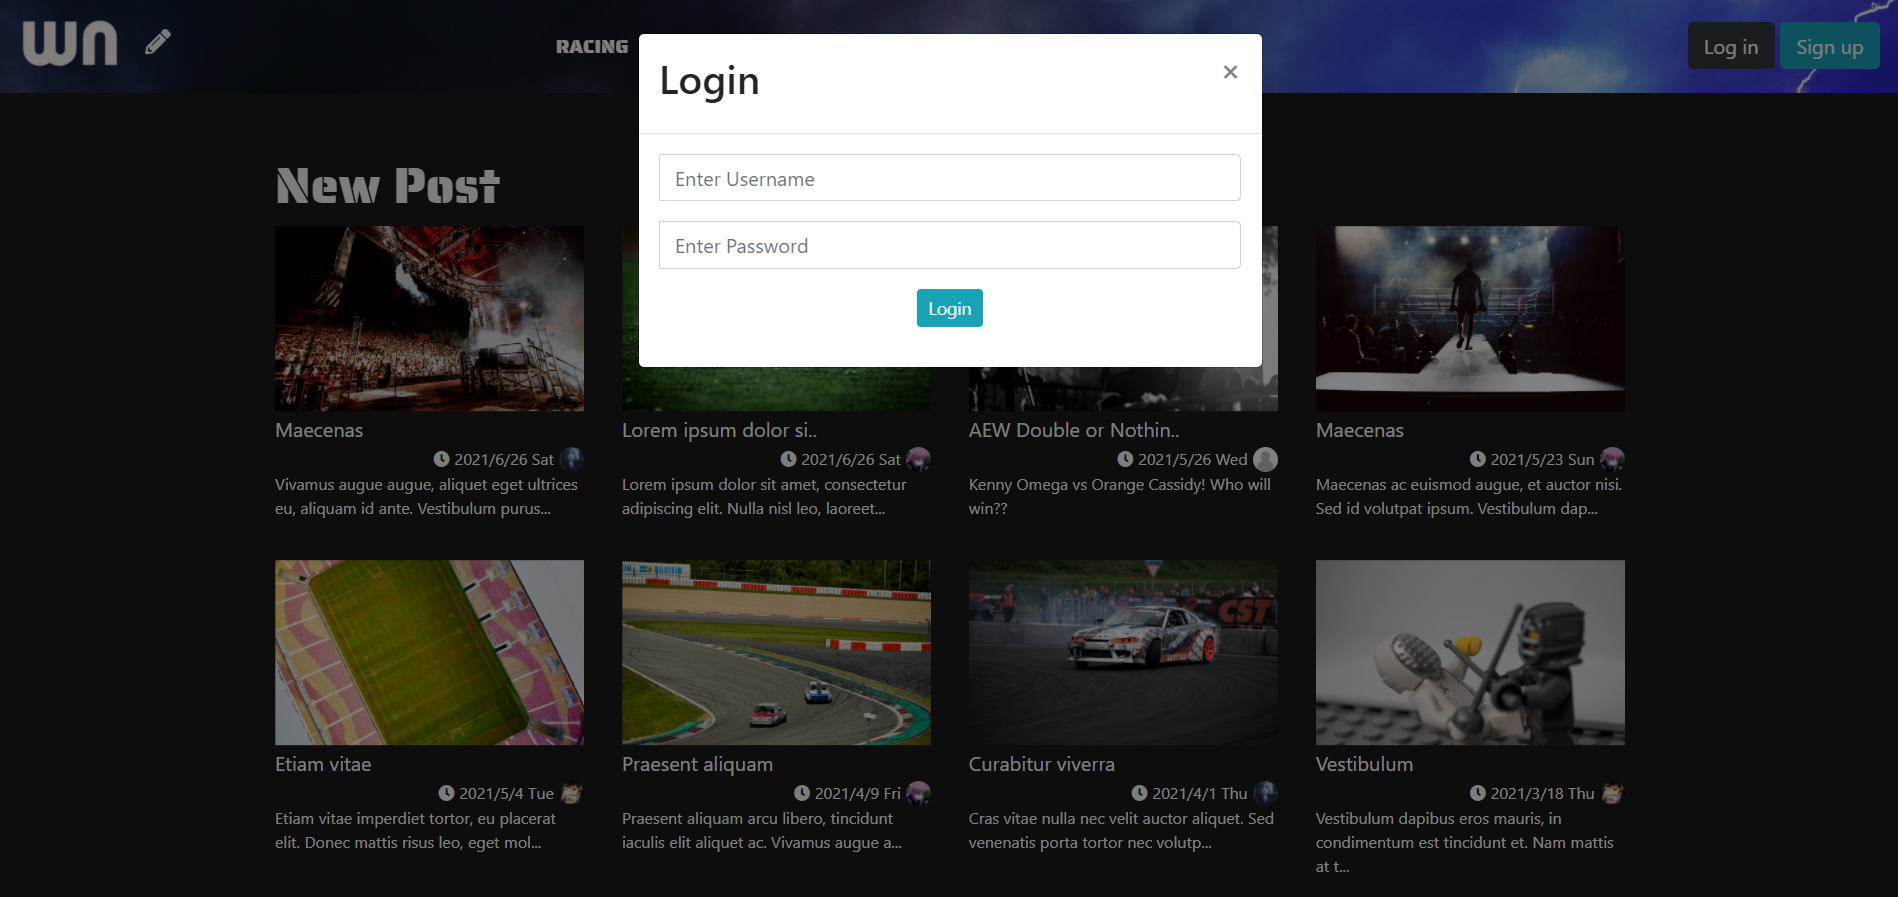 wn
RACING
Log in
Sign up
Login
×
Enter Username
Enter Password
Login
New Post
Maecenas
2021/6/26 Sat
Vivamus augue augue, aliquet eget ultrices
eu, aliquam id ante. Vestibulum purus...
Lorem ipsum dolor si..
2021/6/26 Sat
Lorem ipsum dolor sit amet, consectetur
adipiscing elit. Nulla nisl leo, laoreet...
AEW Double or Nothin..
2021/5/26 Wed
Kenny Omega vs Orange Cassidy! Who will
win??
Maecenas
2021/5/23 Sun
Maecenas ac euismod augue, et auctor nisi.
Sed id volutpat ipsum. Vestibulum dap...
BILSTEIN
CST
Etiam vitae
2021/5/4 Tue
Etiam vitae imperdiet tortor, eu placerat
elit. Donec mattis risus leo, eget mol...
Praesent aliquam
2021/4/9 Fri
Praesent aliquam arcu libero, tincidunt
iaculis elit aliquet ac. Vivamus augue a...
Curabitur viverra
2021/4/1 Thu
Cras vitae nulla nec velit auctor aliquet. Sed
venenatis porta tortor nec volutp...
Vestibulum
2021/3/18 Thu
Vestibulum dapibus eros mauris, in
condimentum est tincidunt et. Nam mattis
at t...